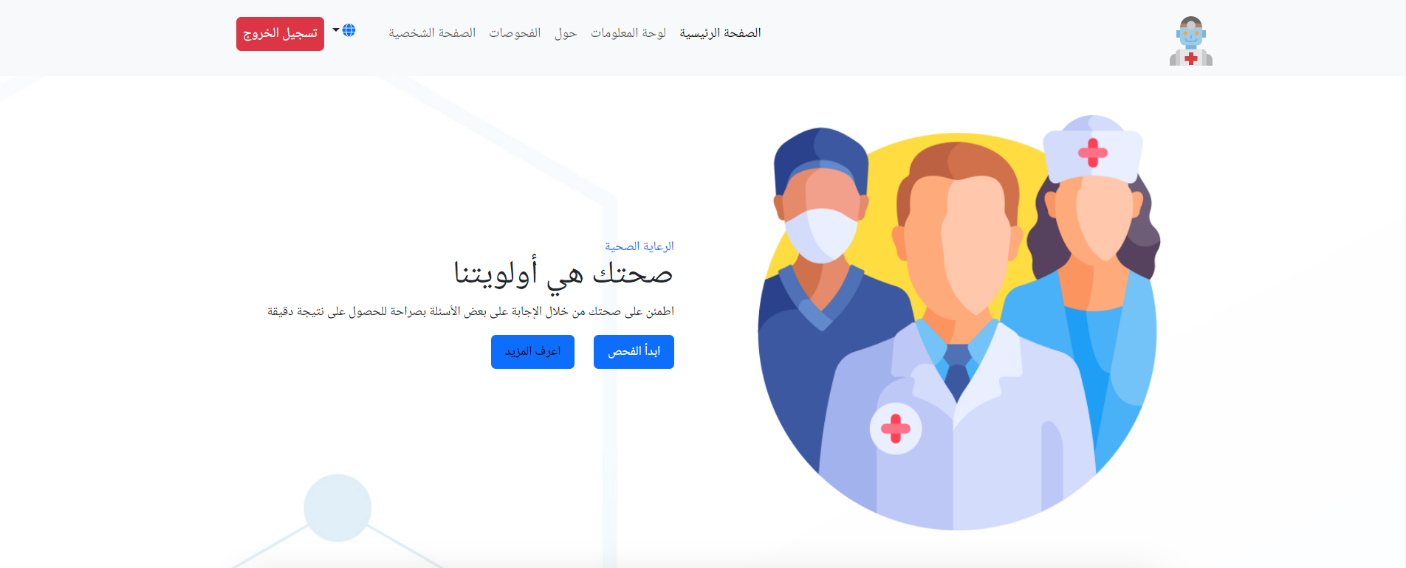 الصفحة الرئيسية لوحة المعلومات حول الفحوصات الصفحة الشخصية تسجيل الخروج
الرعاية الصحية
صحتك هي أولويتنا
اطمئن على صحتك من خلال الإجابة على بعض الأسئلة بصراحة للحصول على نتيجة دقيقة
ابدأ الفحص اعرف المزيد